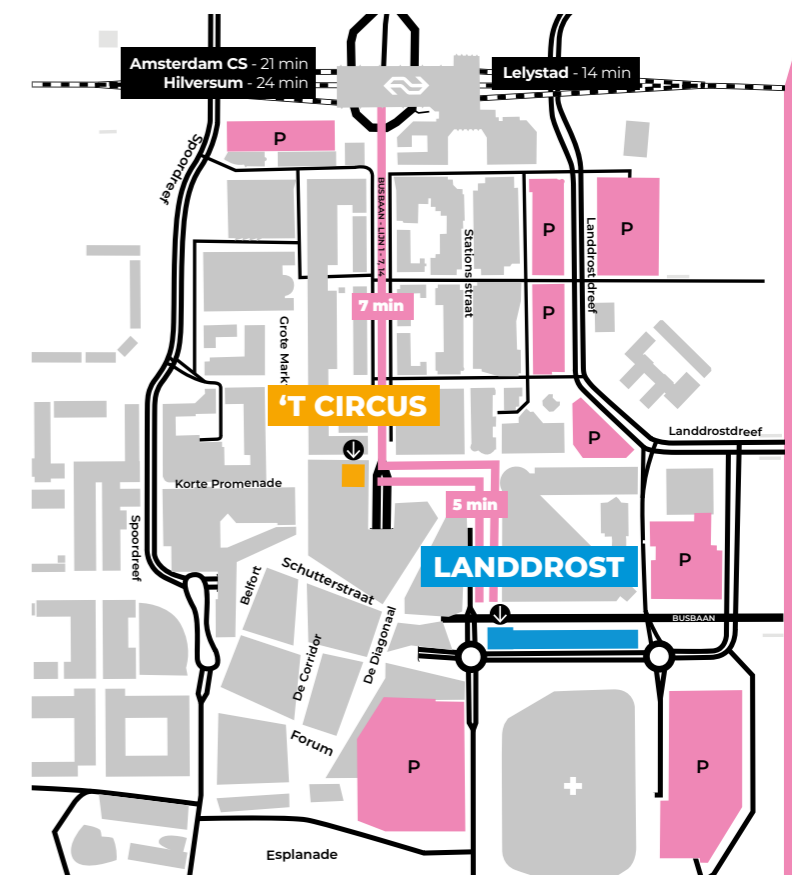 Amsterdam CS - 21 min
Hilversum - 24 min
Lelystad - 14 min
Spoordreef
P
BUSBAAN - LIJN 1 - 7, 14
Stationsstraat
P
Landdrostdreef
P
7 min
P
Grote Markt
‘T CIRCUS
P
Landdrostdreef
Korte Promenade
5 min
Spoordreef
P
LANDDROST
Schutterstraat
Belfort
De Diagonaal
BUSBAAN
De Corridor
Forum
P
P
Esplanade